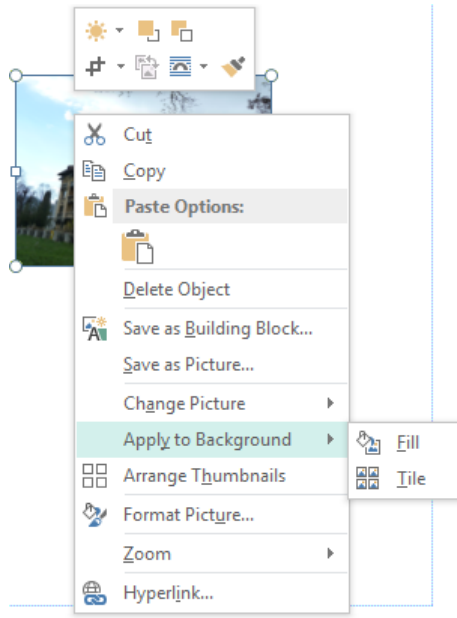 Cut
Copy
Paste Options:
Delete Object
Save as Building Block...
Save as Picture...
Change Picture
Apply to Background
Fill
Arrange Thumbnails
Tile
Format Picture...
Zoom
Hyperlink...